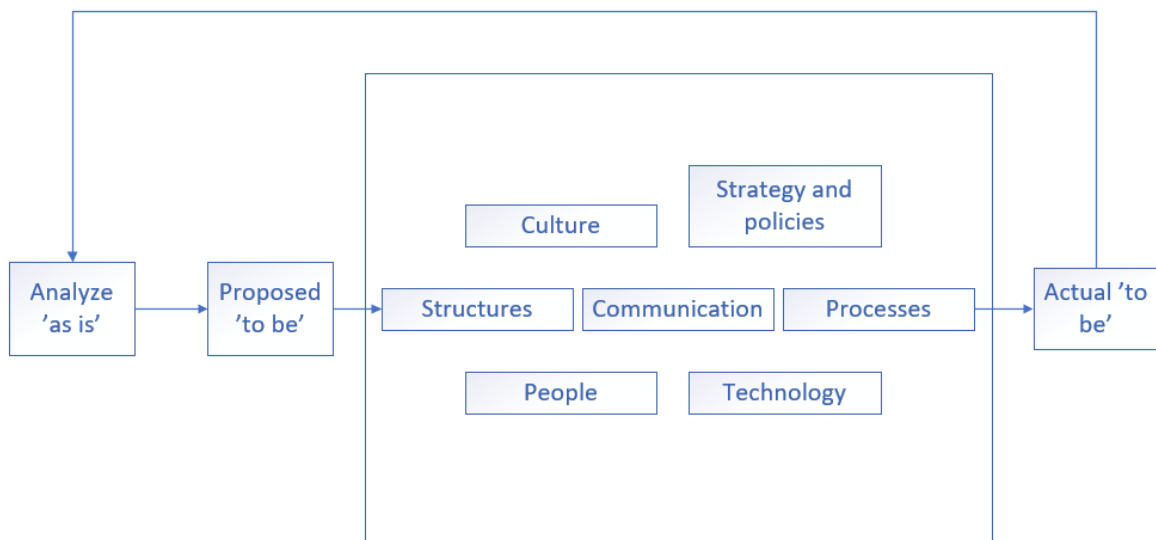 Strategy and
policies
Culture
Analyze
’as is’
Proposed
’to be’
Structures
Communication
Processes
Actual ’to
be’
People
Technology